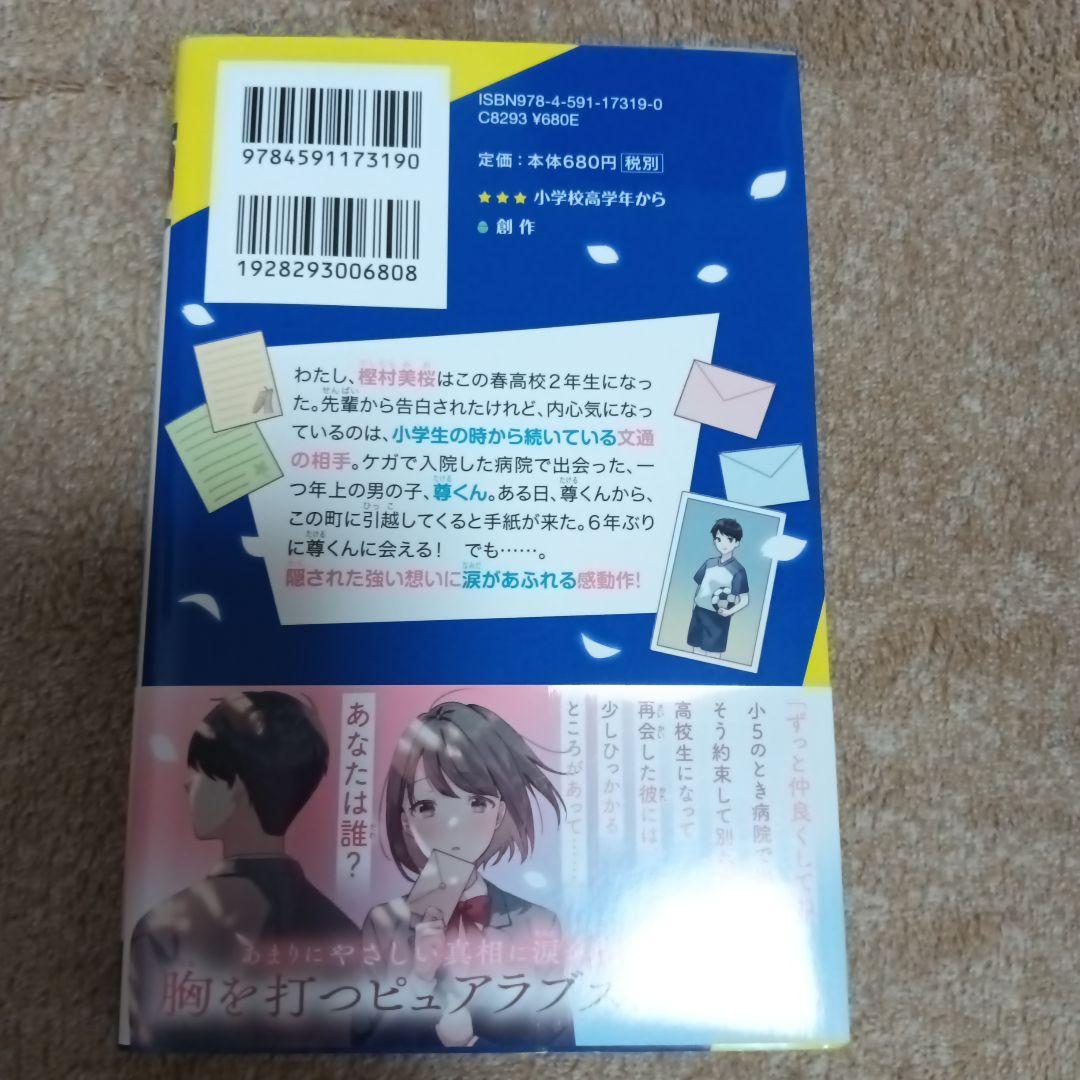 9784591173190
1928293006808
ISBN978-4-591-17319-0
C8293 ¥680E
定価：本体680円 税別
★★★ 小学校高学年から
創作
わたし、樫村美桜はこの春高校2年生になっ
た。先輩から告白されたけれど、内心気になっ
ているのは、小学生の時から続いている文通
の相手。ケガで入院した病院で出会った、一
つ年上の男の子、尊くん。ある日、尊くんから、
この町に引越してくると手紙が来た。6年ぶり
に尊くんに会える！　でも……。
隠された強い想いに涙があふれる感動作！
「ずっと仲良くして
小5のとき病院で
そう約束して別
高校生になって
再会した彼には
少しひっかかる
ところがあって……
あなたは誰？
あまりにやさしい真相に涙
胸を打つピュアラブス